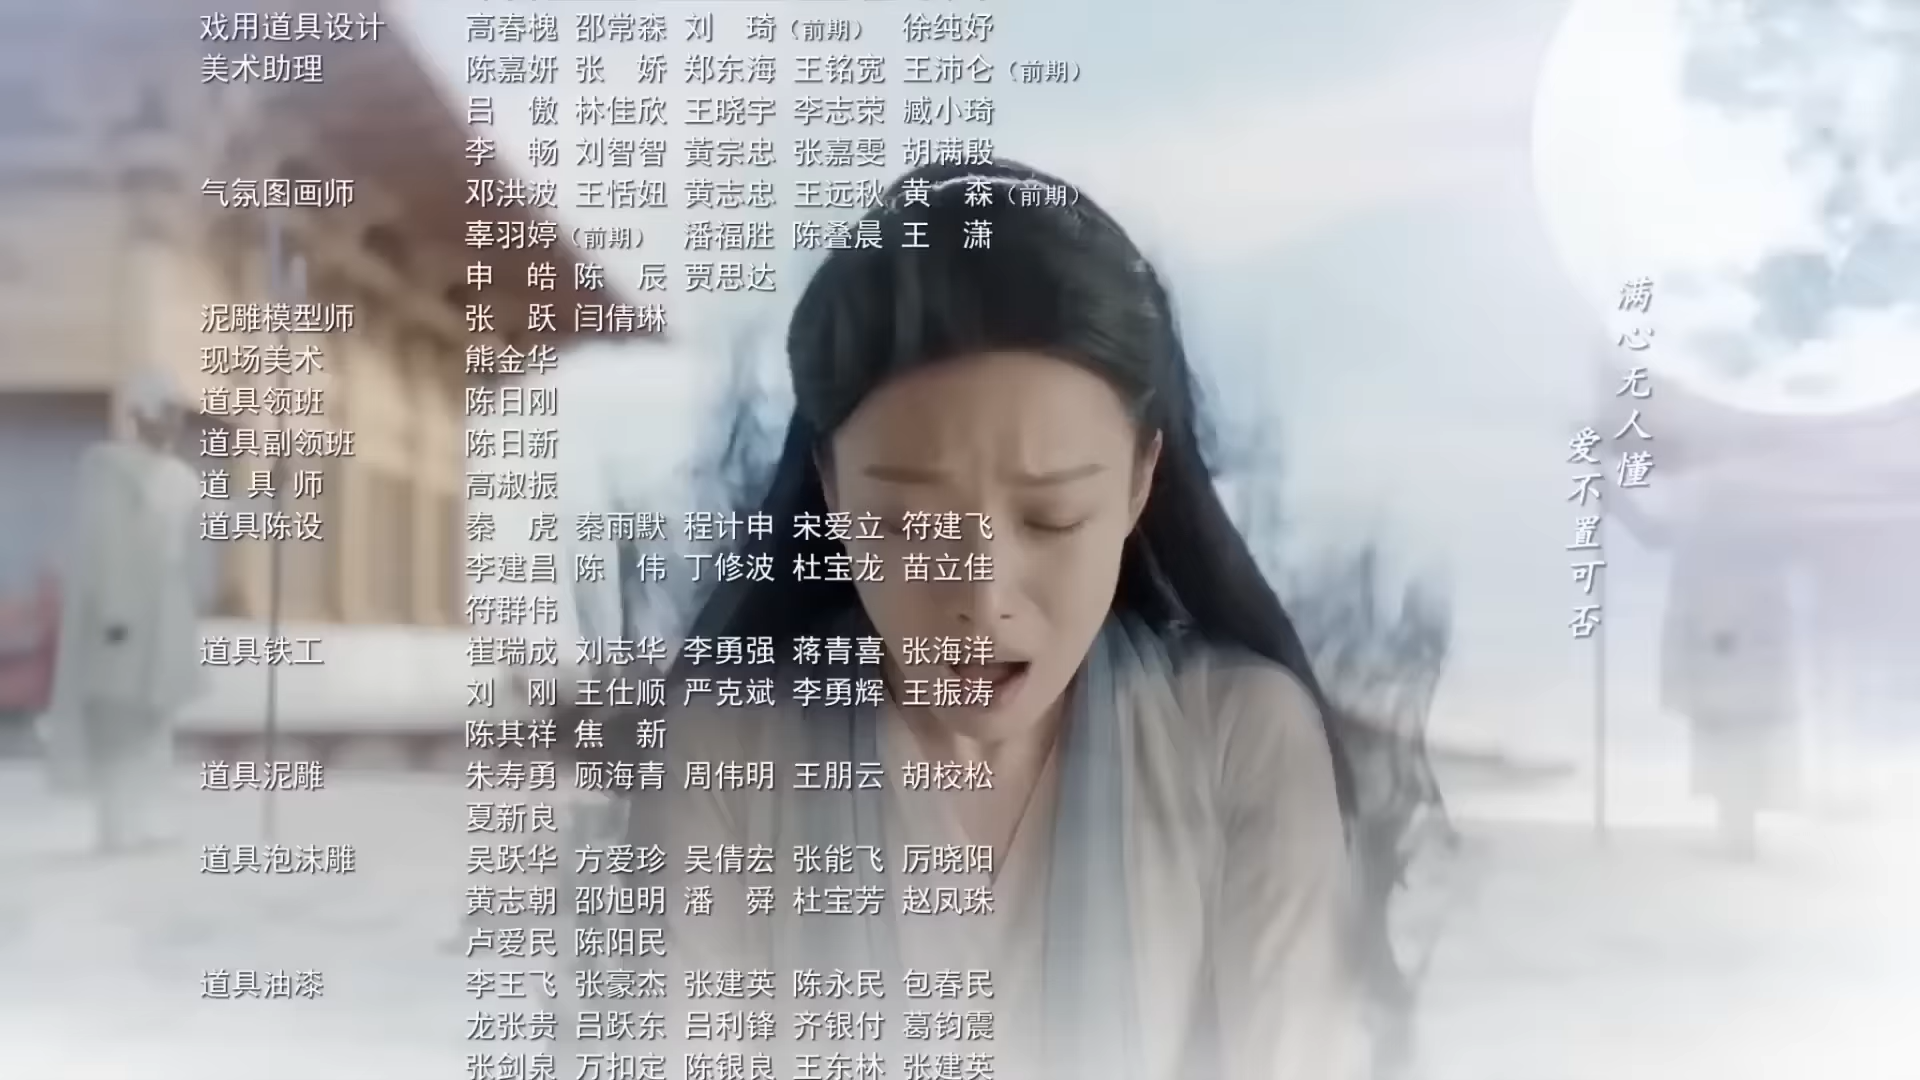 戏用道具设计 高春槐 邵常森 刘 琦（前期） 徐纯妤
美术助理 陈嘉妍 张 娇 郑东海 王铭宽 王沛仑（前期）
吕 傲 林佳欣 王晓宇 李志荣 臧小琦
李 畅 刘智智 黄宗忠 张嘉雯 胡满殷
气氛图画师 邓洪波 王恬妞 黄志忠 王远秋 黄 森（前期）
辜羽婷（前期） 潘福胜 陈叠晨 王 潇
申 皓 陈 辰 贾思达
泥雕模型师 张 跃 闫倩琳
现场美术 熊金华
道具领班 陈日刚
道具副领班 陈日新
道 具 师 高淑振
道具陈设 秦 虎 秦雨默 程计申 宋爱立 符建飞
李建昌 陈 伟 丁修波 杜宝龙 苗立佳
符群伟
道具铁工 崔瑞成 刘志华 李勇强 蒋青喜 张海洋
刘 刚 王仕顺 严克斌 李勇辉 王振涛
陈其祥 焦 新
道具泥雕 朱寿勇 顾海青 周伟明 王朋云 胡校松
夏新良
道具泡沫雕 吴跃华 方爱珍 吴倩宏 张能飞 厉晓阳
黄志朝 邵旭明 潘 舜 杜宝芳 赵凤珠
卢爱民 陈阳民
道具油漆 李王飞 张豪杰 张建英 陈永民 包春民
龙张贵 吕跃东 吕利锋 齐银付 葛钧震
张剑泉 万扣定 陈银良 王东林 张建英
满心无人懂
爱不置可否